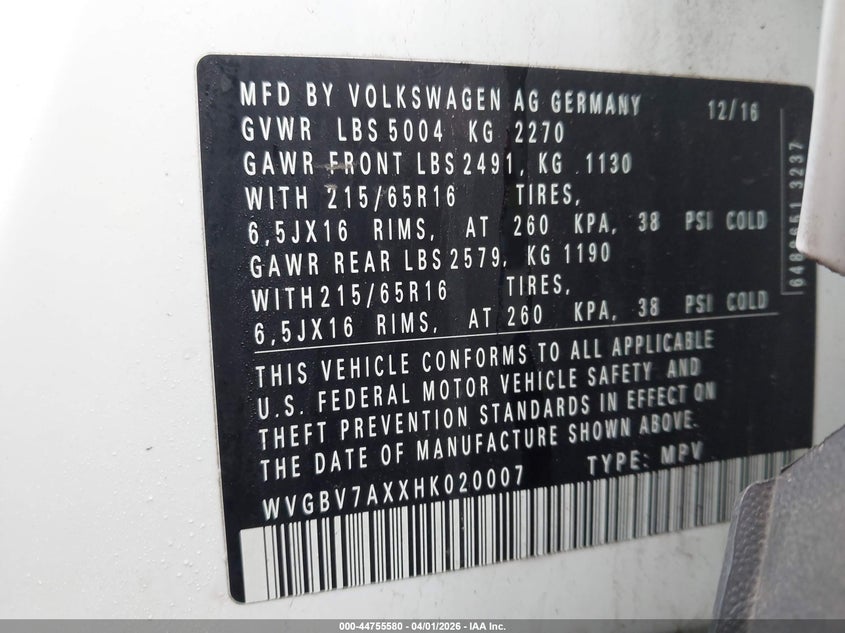 MFD BY VOLKSWAGEN AG GERMANY 12/16
GVWR LBS 5004 KG 2270
GAWR FRONT LBS 2491, KG 1130
WITH 215/65R16 TIRES,
6,5JX16 RIMS, AT 260 KPA, 38 PSI COLD
GAWR REAR LBS 2579, KG 1190
WITH 215/65R16 TIRES,
6,5JX16 RIMS, AT 260 KPA, 38 PSI COLD
THIS VEHICLE CONFORMS TO ALL APPLICABLE
U.S. FEDERAL MOTOR VEHICLE SAFETY AND
THEFT PREVENTION STANDARDS IN EFFECT ON
THE DATE OF MANUFACTURE SHOWN ABOVE.
WVGBV7AXXHK020007 TYPE: MPV
3237
000-44755580 - 04/01/2026 - IAA Inc.